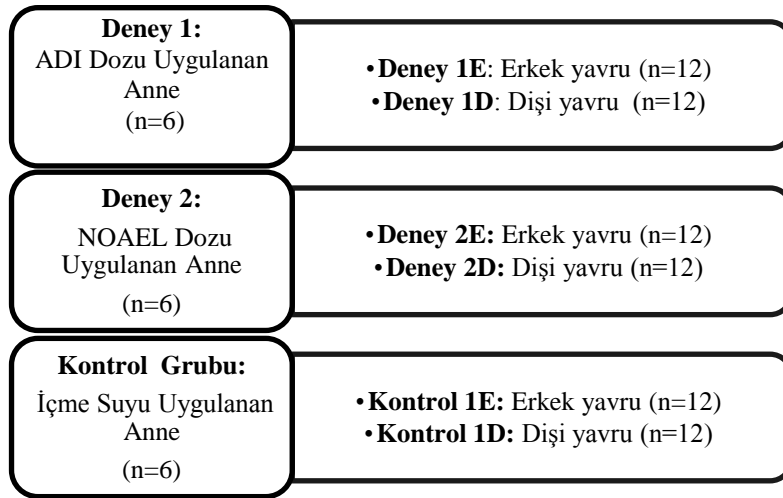 Deney 1:
ADI Dozu Uygulanan
Anne
(n=6)
•Deney 1E: Erkek yavru (n=12)
•Deney 1D: Dişi yavru (n=12)
Deney 2:
NOAEL Dozu
Uygulanan Anne
(n=6)
•Deney 2E: Erkek yavru (n=12)
•Deney 2D: Dişi yavru (n=12)
Kontrol Grubu:
İçme Suyu Uygulanan
Anne
(n=6)
•Kontrol 1E: Erkek yavru (n=12)
•Kontrol 1D: Dişi yavru (n=12)